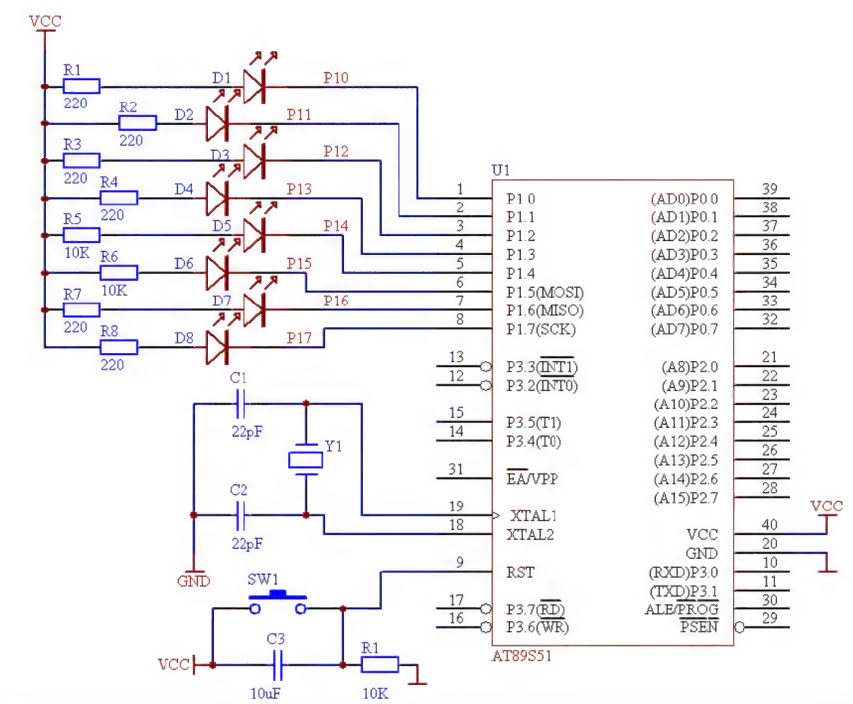 VCC
R1
220
D1
P10
R2
220
D2
P11
R3
220
D3
P12
R4
220
D4
P13
R5
10K
D5
P14
R6
10K
D6
P15
R7
220
D7
P16
R8
220
D8
P17
U1
1 P1.0 (AD0)P0.0 39
2 P1.1 (AD1)P0.1 38
3 P1.2 (AD2)P0.2 37
4 P1.3 (AD3)P0.3 36
5 P1.4 (AD4)P0.4 35
6 P1.5(MOSI) (AD5)P0.5 34
7 P1.6(MISO) (AD6)P0.6 33
8 P1.7(SCK) (AD7)P0.7 32
13 P3.3(INT1) (A8)P2.0 21
12 P3.2(INT0) (A9)P2.1 22
(A10)P2.2 23
15 P3.5(T1) (A11)P2.3 24
14 P3.4(T0) (A12)P2.4 25
(A13)P2.5 26
31 EA/VPP (A14)P2.6 27
(A15)P2.7 28
19 XTAL1
18 XTAL2 VCC 40
VCC
GND 20
9 RST (RXD)P3.0 10
(TXD)P3.1 11
17 P3.7(RD) ALE/PROG 30
16 P3.6(WR) PSEN 29
AT89S51
C1
22pF
Y1
C2
22pF
GND
SW1
C3
VCC
10uF
R1
10K